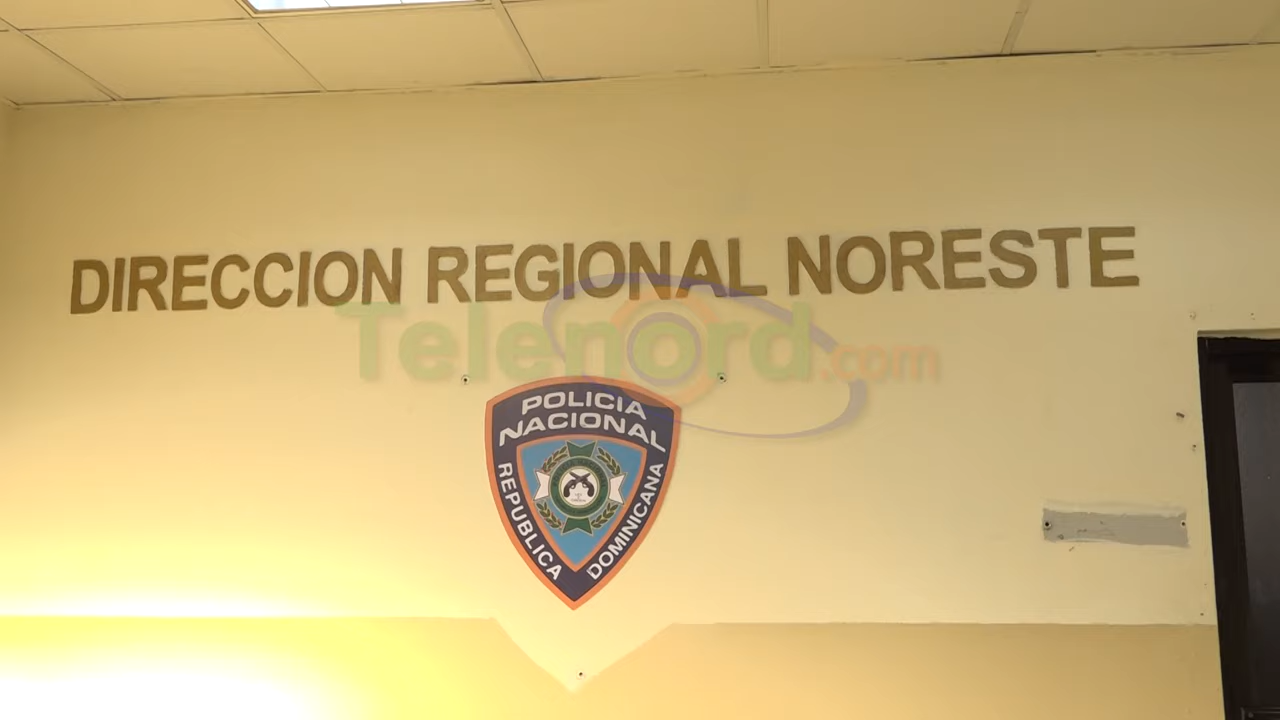 DIRECCION REGIONAL NORESTE
Telenord.com
POLICIA
NACIONAL
REPUBLICA
DOMINICANA